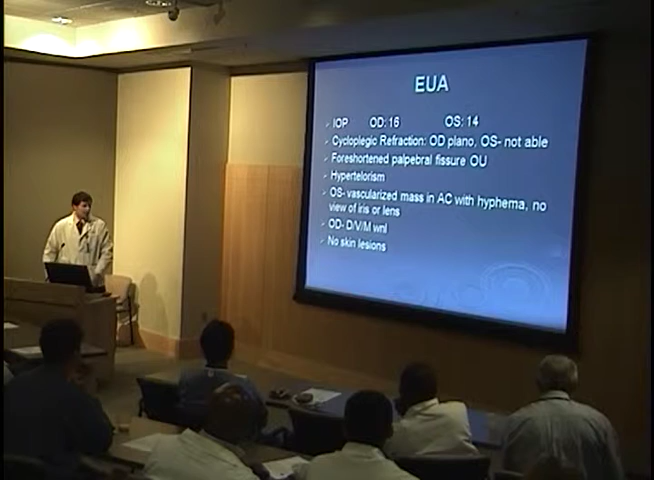 EUA
IOP OD: 16 OS: 14
Cycloplegic Refraction: OD plano, OS- not able
Foreshortened palpebral fissure OU
Hypertelorism
OS- vascularized mass in AC with hyphema, no
view of iris or lens
OD- D/V/M wnl
No skin lesions